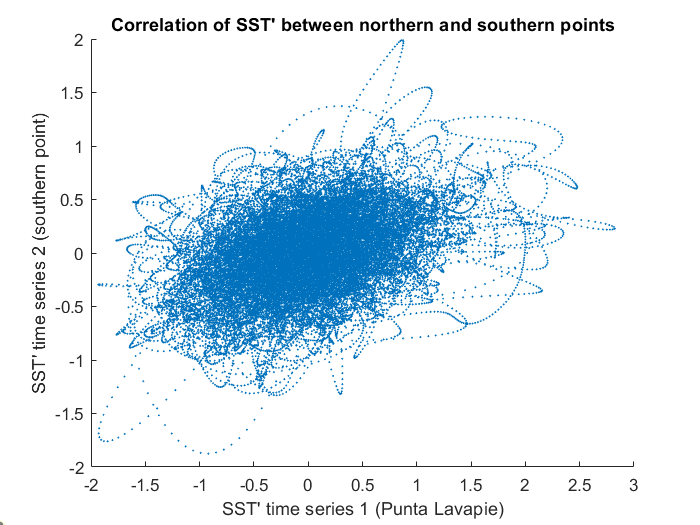 Correlation of SST' between northern and southern points
2
1.5
1
0.5
0
-0.5
-1
-1.5
-2
SST' time series 2 (southern point)
-2 -1.5 -1 -0.5 0 0.5 1 1.5 2 2.5 3
SST' time series 1 (Punta Lavapie)